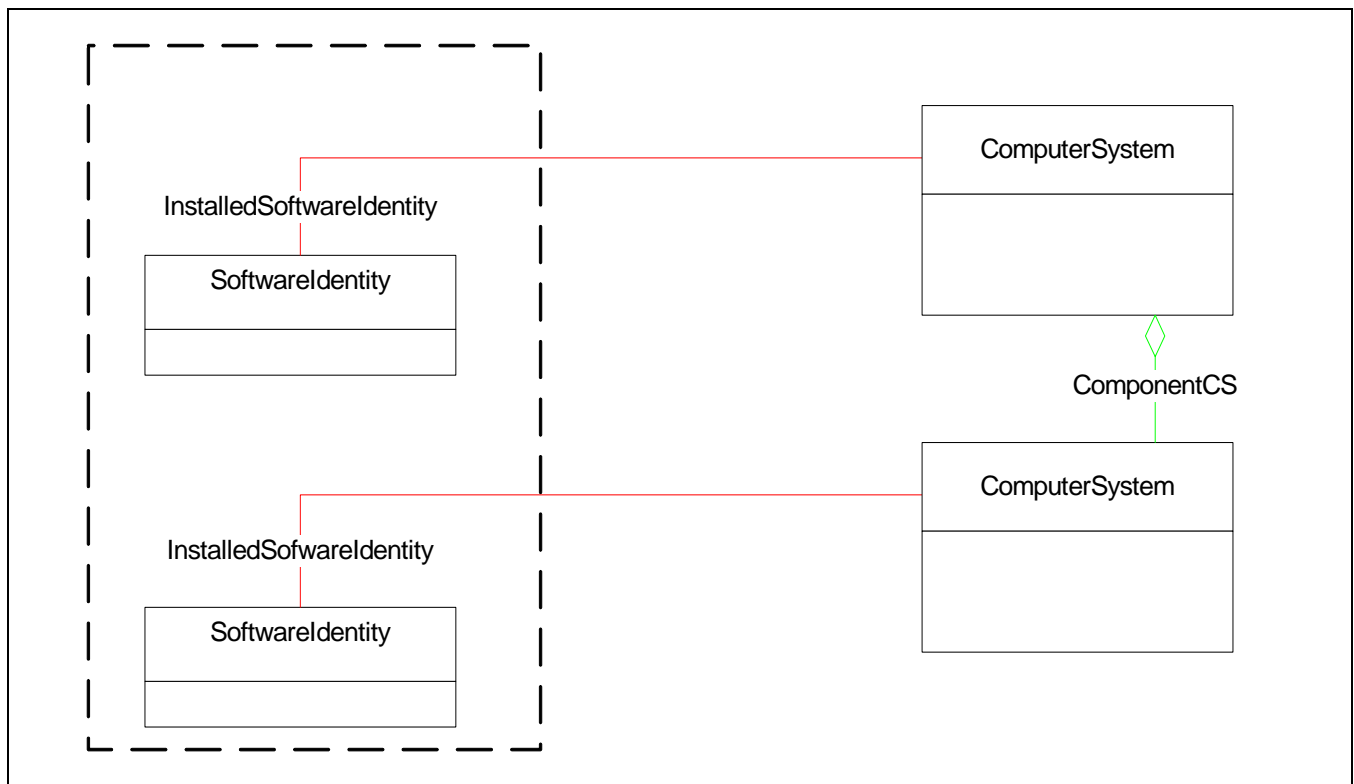 ComputerSystem
InstalledSoftwareIdentity
SoftwareIdentity
ComponentCS
ComputerSystem
InstalledSofwareIdentity
SoftwareIdentity